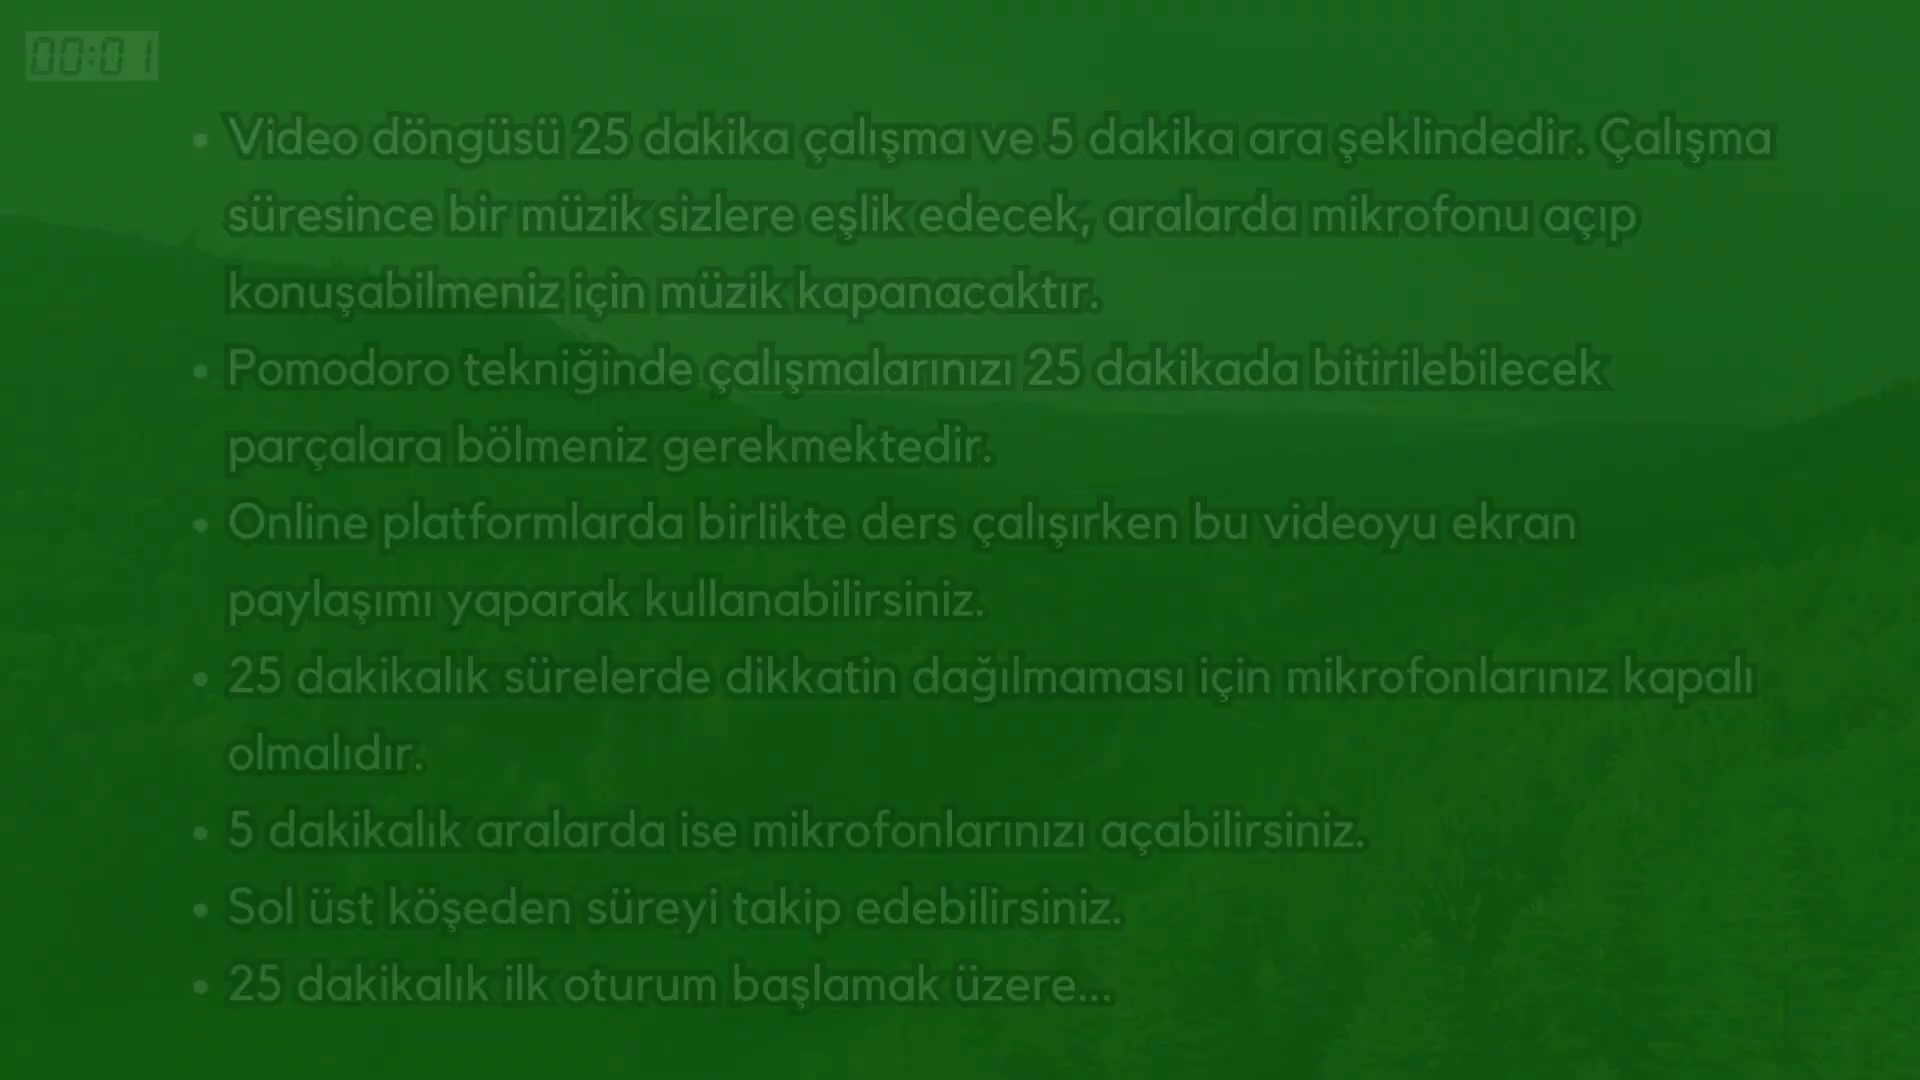 00:01
• Video döngüsü 25 dakika çalışma ve 5 dakika ara şeklindedir. Çalışma
süresince bir müzik sizlere eşlik edecek, aralarda mikrofonu açıp
konuşabilmeniz için müzik kapanacaktır.
• Pomodoro tekniğinde çalışmalarınızı 25 dakikada bitirilebilecek
parçalara bölmeniz gerekmektedir.
• Online platformlarda birlikte ders çalışırken bu videoyu ekran
paylaşımı yaparak kullanabilirsiniz.
• 25 dakikalık sürelerde dikkatin dağılmaması için mikrofonlarınız kapalı
olmalıdır.
• 5 dakikalık aralarda ise mikrofonlarınızı açabilirsiniz.
• Sol üst köşeden süreyi takip edebilirsiniz.
• 25 dakikalık ilk oturum başlamak üzere...